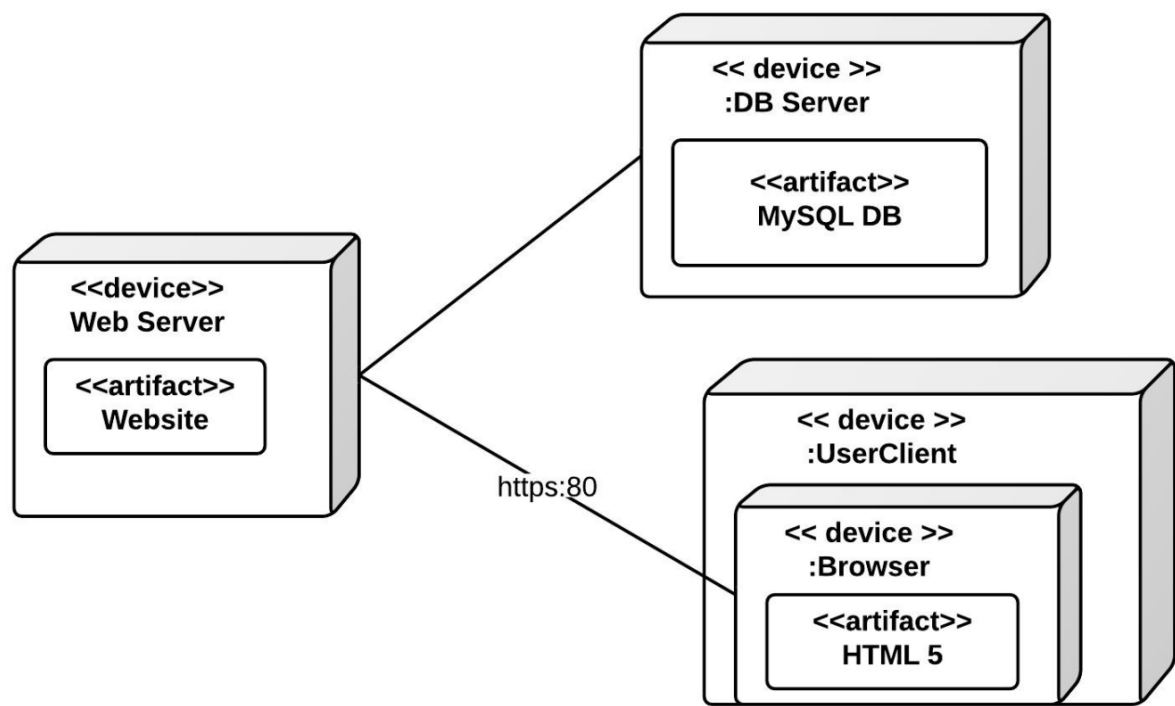 << device >>
:DB Server
<<artifact>>
MySQL DB
<<device>>
Web Server
<<artifact>>
Website
https:80
<< device >>
:UserClient
<< device >>
:Browser
<<artifact>>
HTML 5